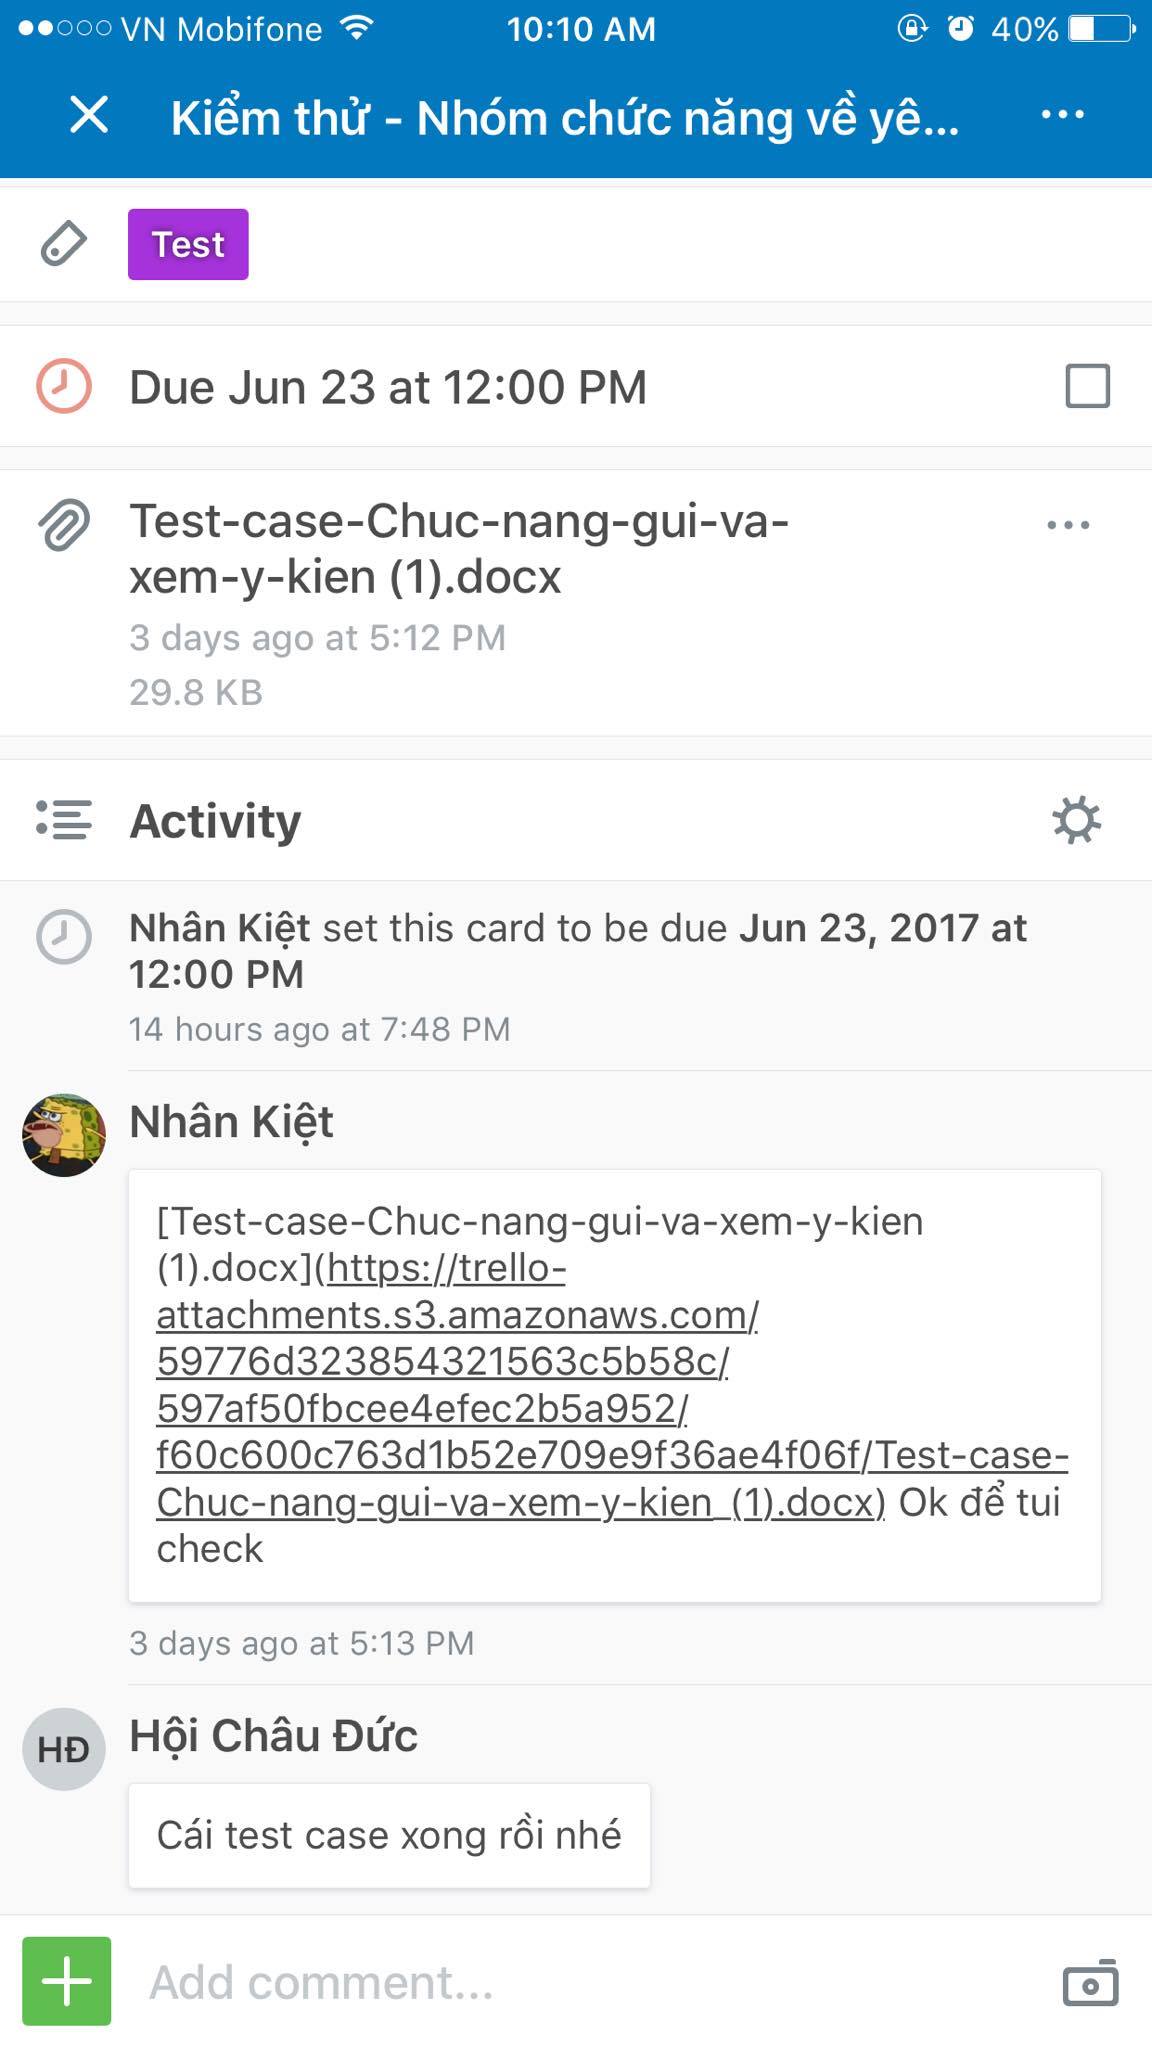 VN Mobifone 10:10 AM 40%
Kiểm thử - Nhóm chức năng về yê...
Test
Due Jun 23 at 12:00 PM
Test-case-Chuc-nang-gui-va-
xem-y-kien (1).docx
3 days ago at 5:12 PM
29.8 KB
Activity
Nhân Kiệt set this card to be due Jun 23, 2017 at
12:00 PM
14 hours ago at 7:48 PM
Nhân Kiệt
[Test-case-Chuc-nang-gui-va-xem-y-kien
(1).docx](https://trello-
attachments.s3.amazonaws.com/
59776d323854321563c5b58c/
597af50fbcee4efec2b5a952/
f60c600c763d1b52e709e9f36ae4f06f/Test-case-
Chuc-nang-gui-va-xem-y-kien_(1).docx) Ok để tui
check
3 days ago at 5:13 PM
HĐ
Hội Châu Đức
Cái test case xong rồi nhé
Add comment...